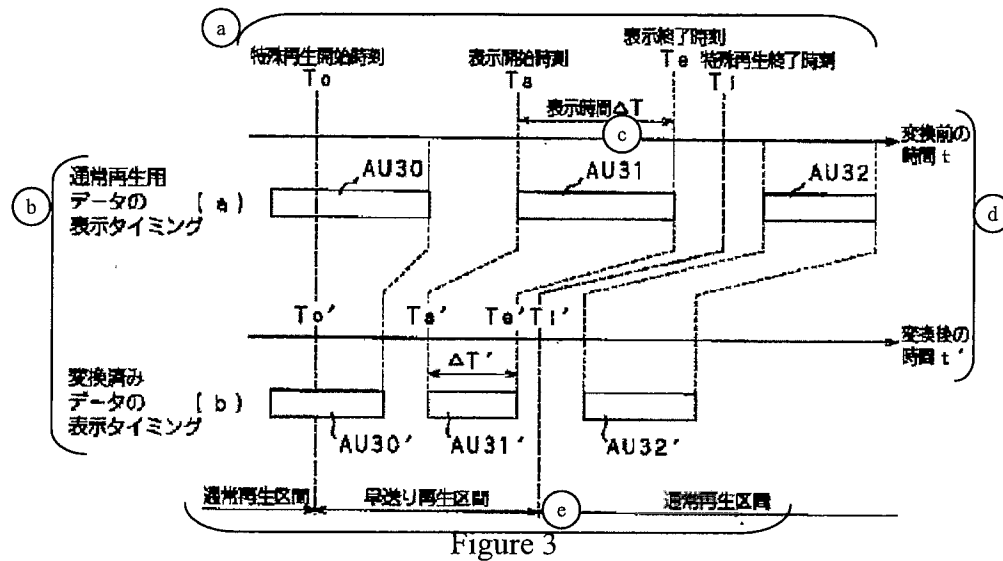 a
特殊再生開始時刻
To
表示開始時刻
Ts
表示終了時刻
Te
特殊再生終了時刻
Ti
表示時間ΔT
c
変換前の
時間t
b
通常再生用
データの (a)
表示タイミング
AU30
AU31
AU32
d
To'
Ts'
Te'
Ti'
変換後の
時間t'
ΔT'
変換済み
データの (b)
表示タイミング
AU30'
AU31'
AU32'
通常再生区間
早送り再生区間
e
通常再生区間
Figure 3